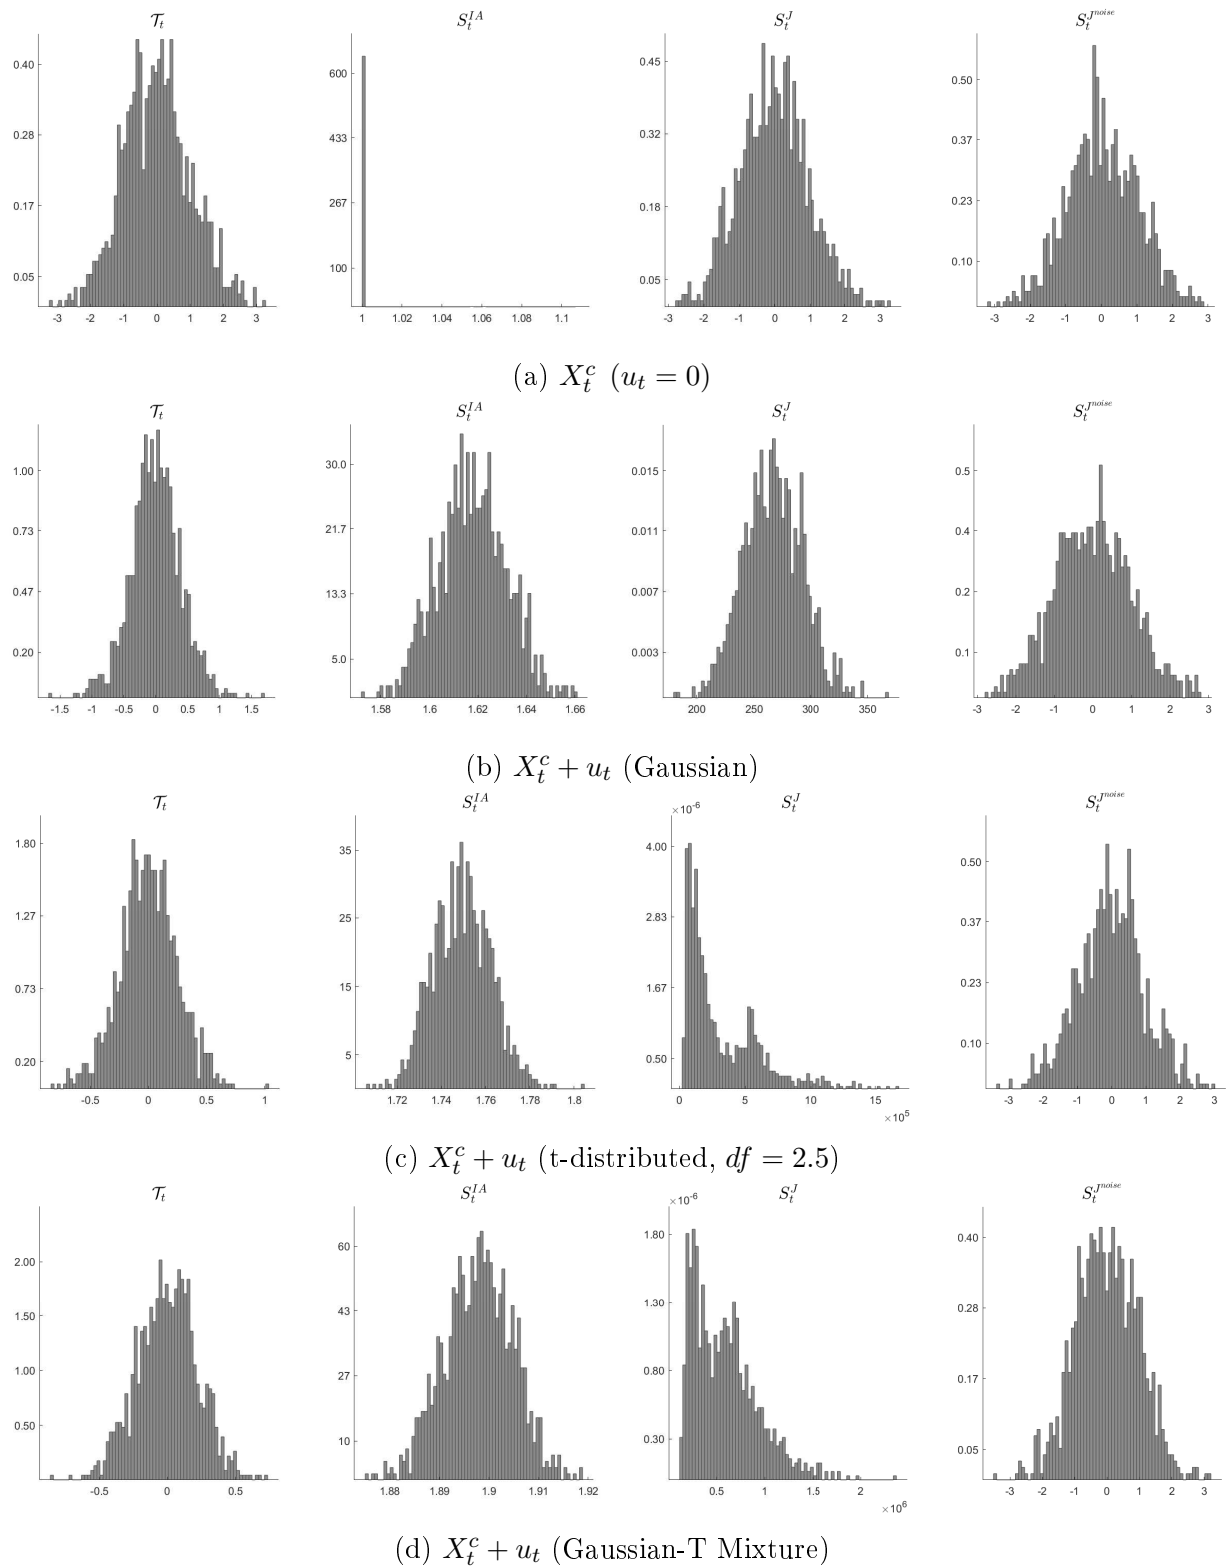 𝒯_t S_t^{IA} S_t^J S_t^{J^{noise}}
0.40 600 0.45 0.50
0.28 433 0.32 0.37
0.17 267 0.18 0.23
0.05 100 0.05 0.10
-3 -2 -1 0 1 2 3 1 1.02 1.04 1.06 1.08 1.1 -3 -2 -1 0 1 2 3 -3 -2 -1 0 1 2 3
(a) X_t^c (u_t = 0)
𝒯_t S_t^{IA} S_t^J S_t^{J^{noise}}
1.00 30.0 0.015 0.5
0.73 21.7 0.011 0.4
0.47 13.3 0.007 0.2
0.20 5.0 0.003 0.1
-1.5 -1 -0.5 0 0.5 1 1.5 1.58 1.6 1.62 1.64 1.66 200 250 300 350 -3 -2 -1 0 1 2 3
(b) X_t^c + u_t (Gaussian)
𝒯_t S_t^{IA} S_t^J S_t^{J^{noise}}
×10^{-6}
1.80 35 4.00 0.50
1.27 25 2.83 0.37
0.73 15 1.67 0.23
0.20 5 0.50 0.10
-0.5 0 0.5 1 1.72 1.74 1.76 1.78 1.8 0 5 10 15 -3 -2 -1 0 1 2 3
×10^5
(c) X_t^c + u_t (t-distributed, df = 2.5)
𝒯_t S_t^{IA} S_t^J S_t^{J^{noise}}
×10^{-6}
2.00 60 1.80 0.40
1.50 43 1.30 0.28
1.00 27 0.80 0.17
0.50 10 0.30 0.05
-0.5 0 0.5 1.88 1.89 1.9 1.91 1.92 0.5 1 1.5 2 -3 -2 -1 0 1 2 3
×10^6
(d) X_t^c + u_t (Gaussian-T Mixture)